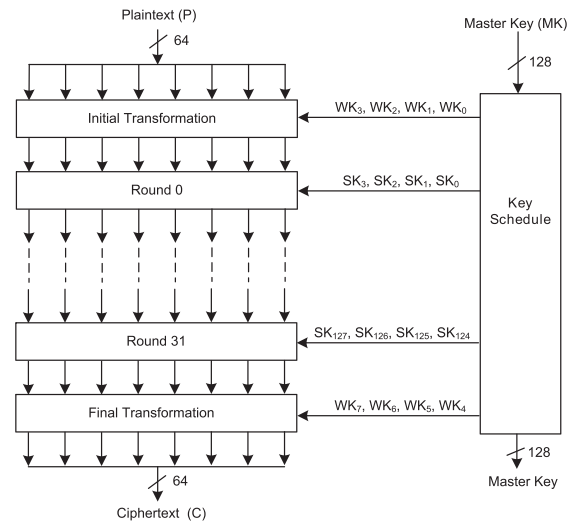 Plaintext (P)
64
Master Key (MK)
128
Initial Transformation
WK3, WK2, WK1, WK0
Round 0
SK3, SK2, SK1, SK0
Key
Schedule
Round 31
SK127, SK126, SK125, SK124
Final Transformation
WK7, WK6, WK5, WK4
64
128
Master Key
Ciphertext (C)